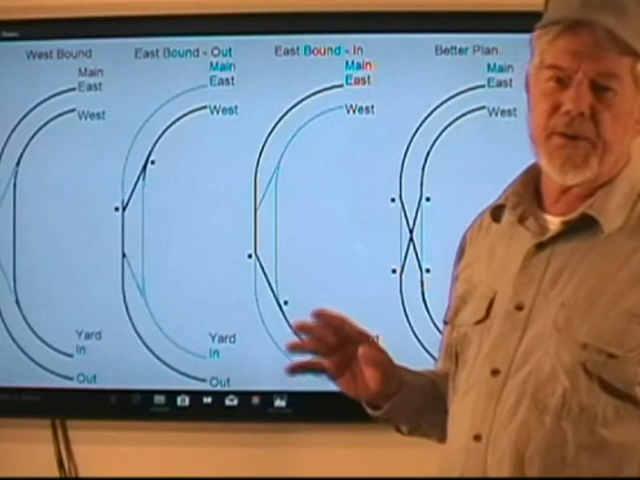 West Bound
Main
East
West
Yard
In
Out
East Bound - Out
Main
East
West
Yard
In
Out
East Bound - In
Main
East
West
Better Plan
Main
East
West